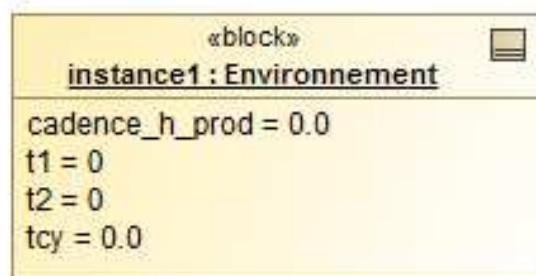 «block»
instance1 : Environnement
cadence_h_prod = 0.0
t1 = 0
t2 = 0
tcy = 0.0